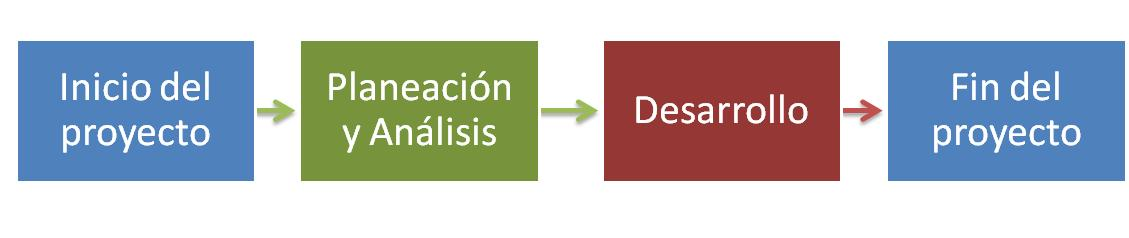 Inicio del
proyecto
Planeación
y Análisis
Desarrollo
Fin del
proyecto